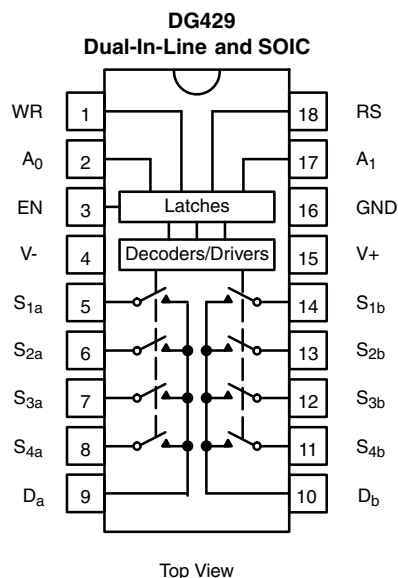 DG429
Dual-In-Line and SOIC
WR 1 18 RS
A0 2 17 A1
EN 3 Latches 16 GND
V- 4 Decoders/Drivers 15 V+
S1a 5 14 S1b
S2a 6 13 S2b
S3a 7 12 S3b
S4a 8 11 S4b
Da 9 10 Db
Top View